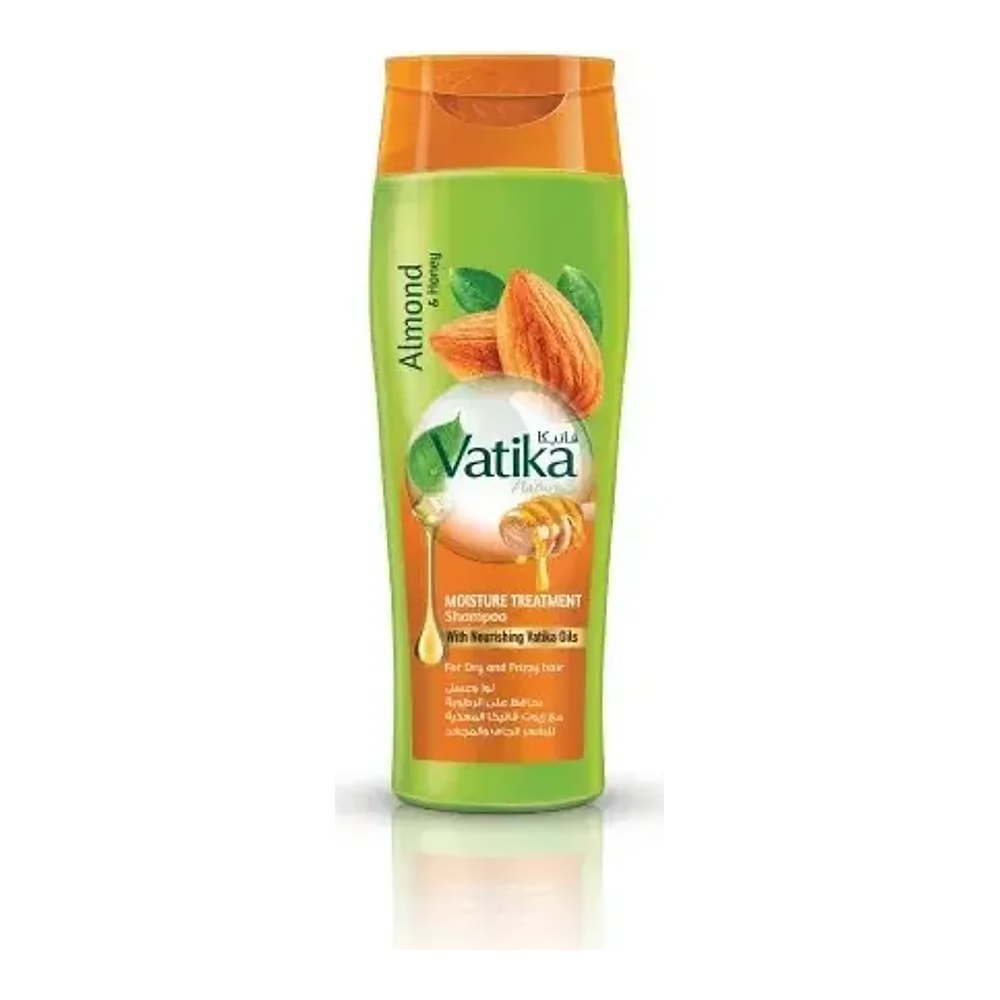 Almond
& Honey
فاتيكا
Vatika
Naturals
MOISTURE TREATMENT
Shampoo
With Nourishing Vatika Oils
For Dry and Frizzy hair
لوز وعسل
يحافظ على الرطوبة
مع زيوت فاتيكا المغذية
للشعر الجاف والمجعد